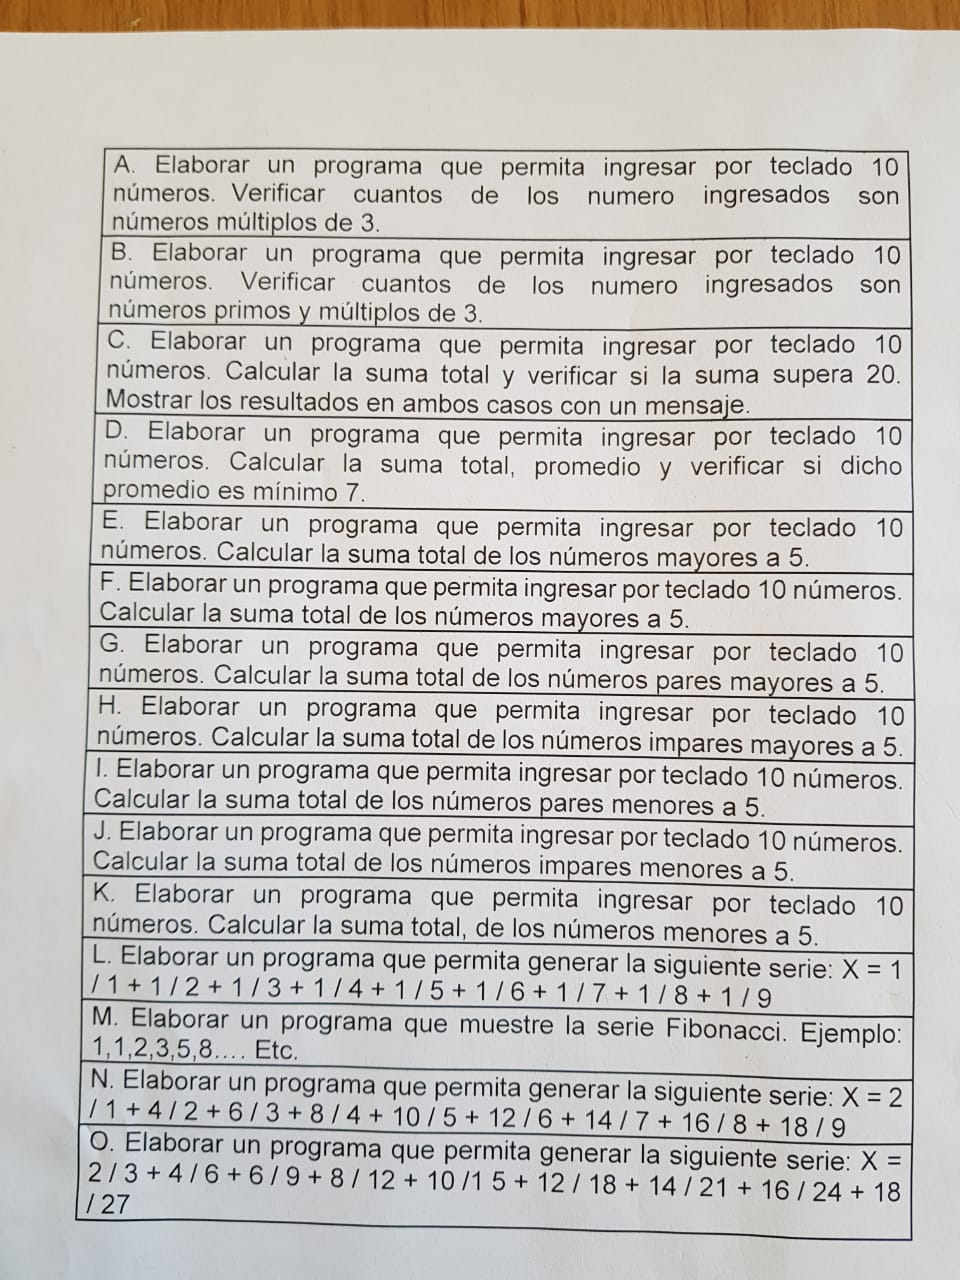 A. Elaborar un programa que permita ingresar por teclado 10
números. Verificar cuantos de los numero ingresados son
números múltiplos de 3.
B. Elaborar un programa que permita ingresar por teclado 10
números. Verificar cuantos de los numero ingresados son
números primos y múltiplos de 3.
C. Elaborar un programa que permita ingresar por teclado 10
números. Calcular la suma total y verificar si la suma supera 20.
Mostrar los resultados en ambos casos con un mensaje.
D. Elaborar un programa que permita ingresar por teclado 10
números. Calcular la suma total, promedio y verificar si dicho
promedio es mínimo 7.
E. Elaborar un programa que permita ingresar por teclado 10
números. Calcular la suma total de los números mayores a 5.
F. Elaborar un programa que permita ingresar por teclado 10 números.
Calcular la suma total de los números mayores a 5.
G. Elaborar un programa que permita ingresar por teclado 10
números. Calcular la suma total de los números pares mayores a 5.
H. Elaborar un programa que permita ingresar por teclado 10
números. Calcular la suma total de los números impares mayores a 5.
I. Elaborar un programa que permita ingresar por teclado 10 números.
Calcular la suma total de los números pares menores a 5.
J. Elaborar un programa que permita ingresar por teclado 10 números.
Calcular la suma total de los números impares menores a 5.
K. Elaborar un programa que permita ingresar por teclado 10
números. Calcular la suma total, de los números menores a 5.
L. Elaborar un programa que permita generar la siguiente serie: X = 1
/ 1 + 1 / 2 + 1 / 3 + 1 / 4 + 1 / 5 + 1 / 6 + 1 / 7 + 1 / 8 + 1 / 9
M. Elaborar un programa que muestre la serie Fibonacci. Ejemplo:
1,1,2,3,5,8.... Etc.
N. Elaborar un programa que permita generar la siguiente serie: X = 2
/ 1 + 4 / 2 + 6 / 3 + 8 / 4 + 10 / 5 + 12 / 6 + 14 / 7 + 16 / 8 + 18 / 9
O. Elaborar un programa que permita generar la siguiente serie: X =
2 / 3 + 4 / 6 + 6 / 9 + 8 / 12 + 10 /1 5 + 12 / 18 + 14 / 21 + 16 / 24 + 18
/ 27